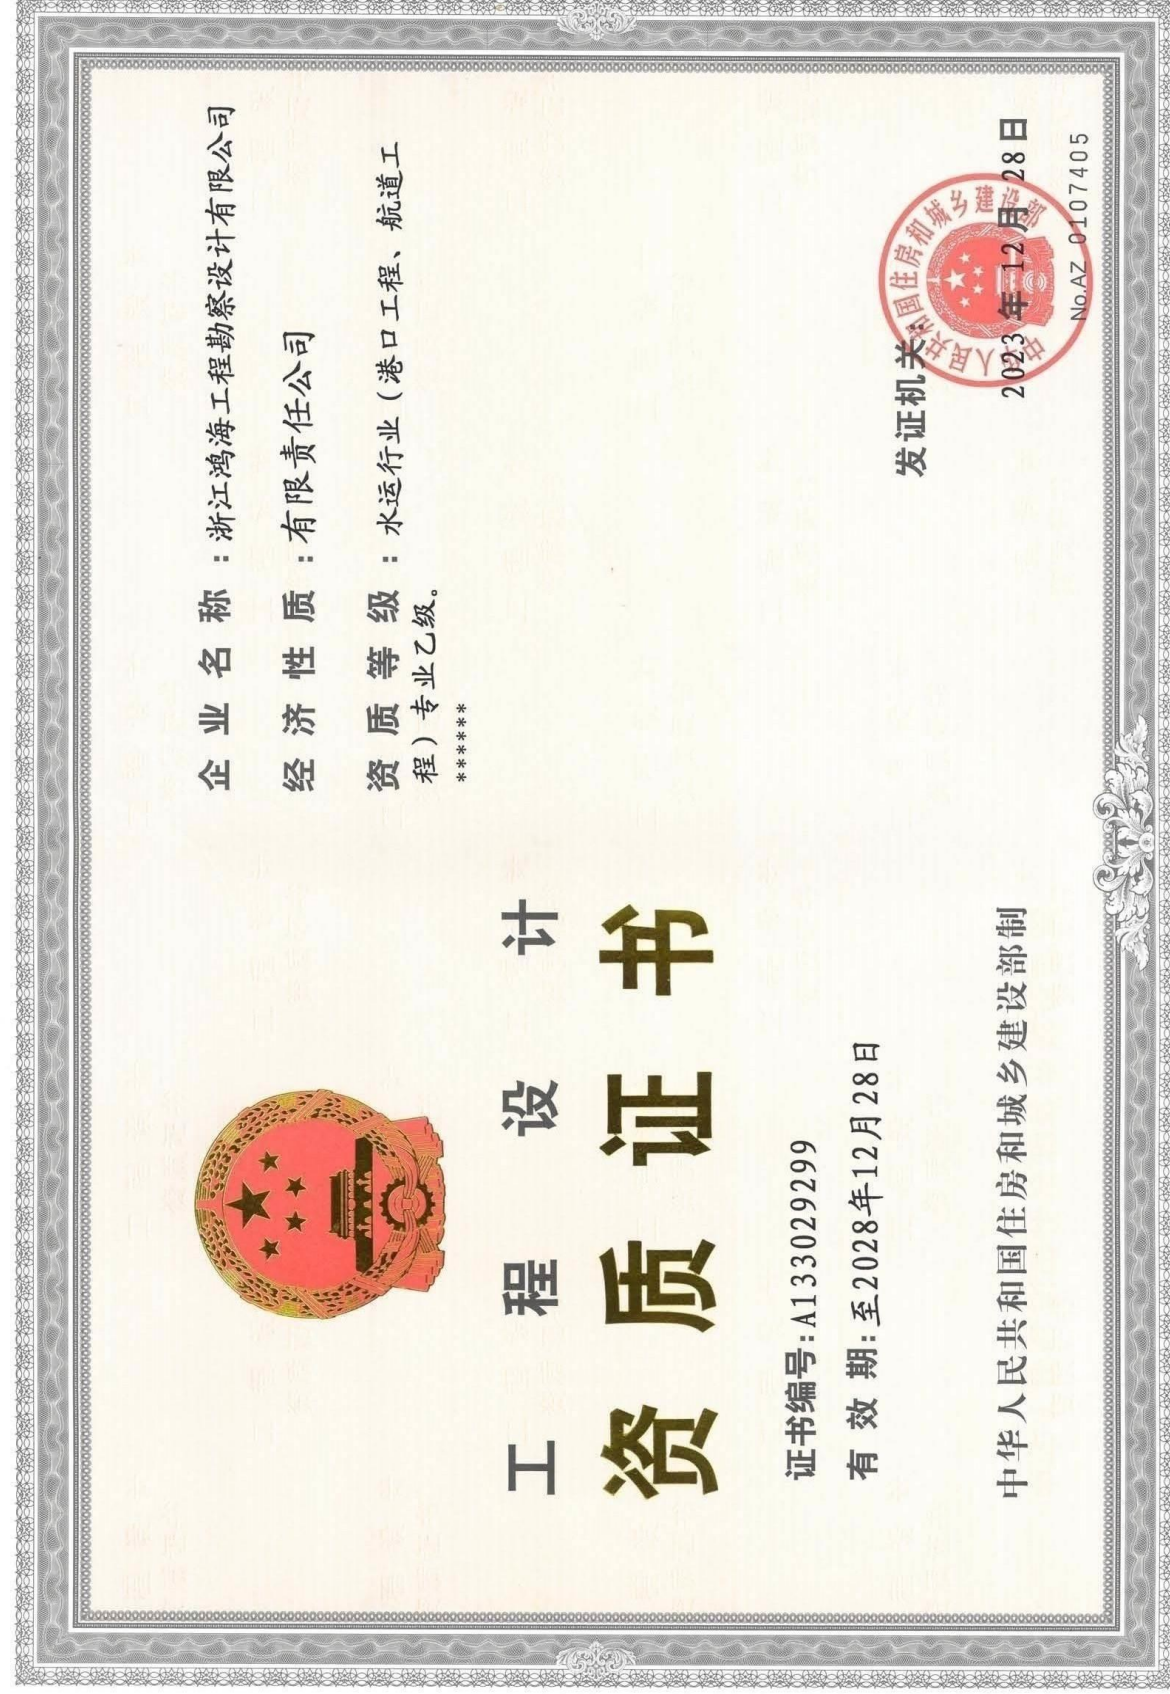 工程设计
资质证书
证书编号:A133029299
有效期:至2028年12月28日
中华人民共和国住房和城乡建设部制
企业名称:浙江鸿海工程勘察设计有限公司
经济性质:有限责任公司
资质等级:水运行业(港口工程、航道工
程)专业乙级。
******
发证机关:
中华人民共和国住房和城乡建设部
2023年12月28日
No.AZ 0107405